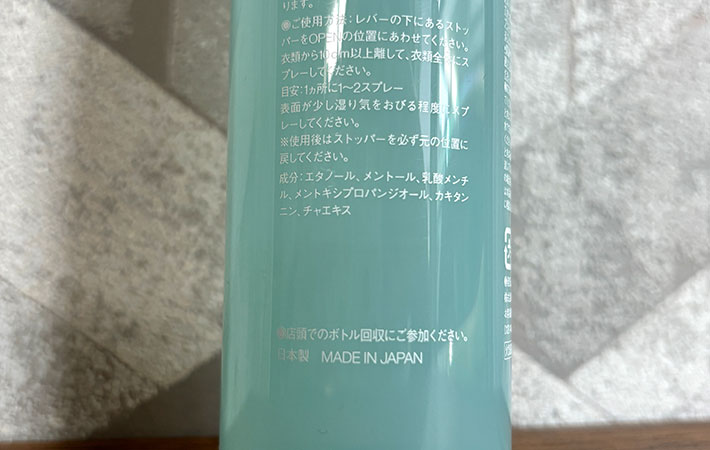 ります。
●ご使用方法：レバーの下にあるストッ
パーをOPENの位置にあわせてください。
衣類から10cm以上離して、衣類全体にス
プレーしてください。
目安：1ヵ所に1〜2スプレー
表面が少し湿り気をおびる程度にスプ
レーしてください。
※使用後はストッパーを必ず元の位置に
戻してください。
成分：エタノール、メントール、乳酸メンチ
ル、メントキシプロパンジオール、カキタン
ニン、チャエキス
●店頭でのボトル回収にご参加ください。
日本製 MADE IN JAPAN